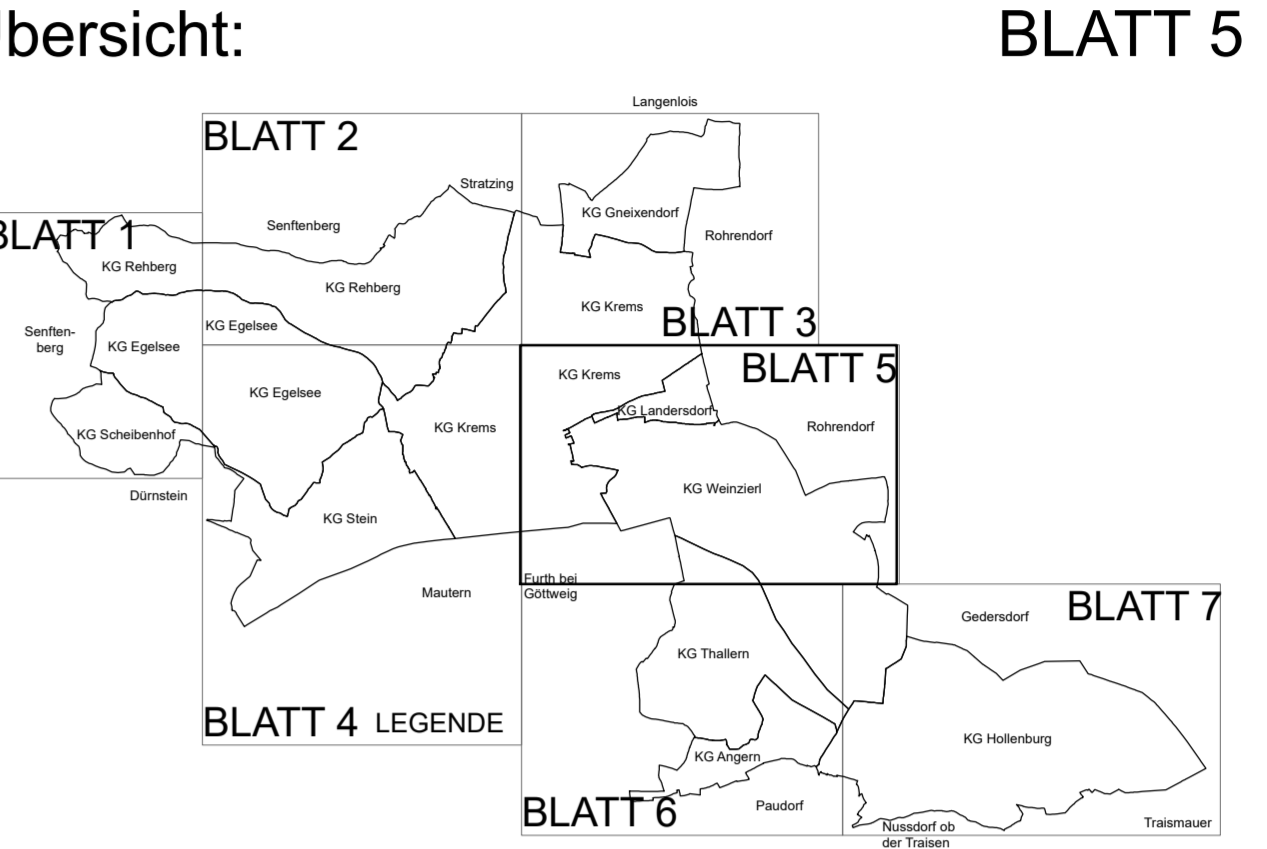 bersicht:
BLATT 5
Langenlois
BLATT 2
Stratzing
Senftenberg
KG Gneixendorf
Rohrendorf
BLATT 1
KG Rehberg
KG Rehberg
KG Krems
BLATT 3
KG Egelsee
Senften-
berg
KG Egelsee
BLATT 5
KG Krems
KG Egelsee
KG Landersdorf
KG Krems
Rohrendorf
KG Scheibenhof
KG Weinzierl
Dürnstein
KG Stein
Furth bei
Göttweig
Mautern
BLATT 7
Gedersdorf
KG Thallern
BLATT 4 LEGENDE
KG Hollenburg
KG Angern
BLATT 6
Paudorf
Nussdorf ob
der Traisen
Traismauer